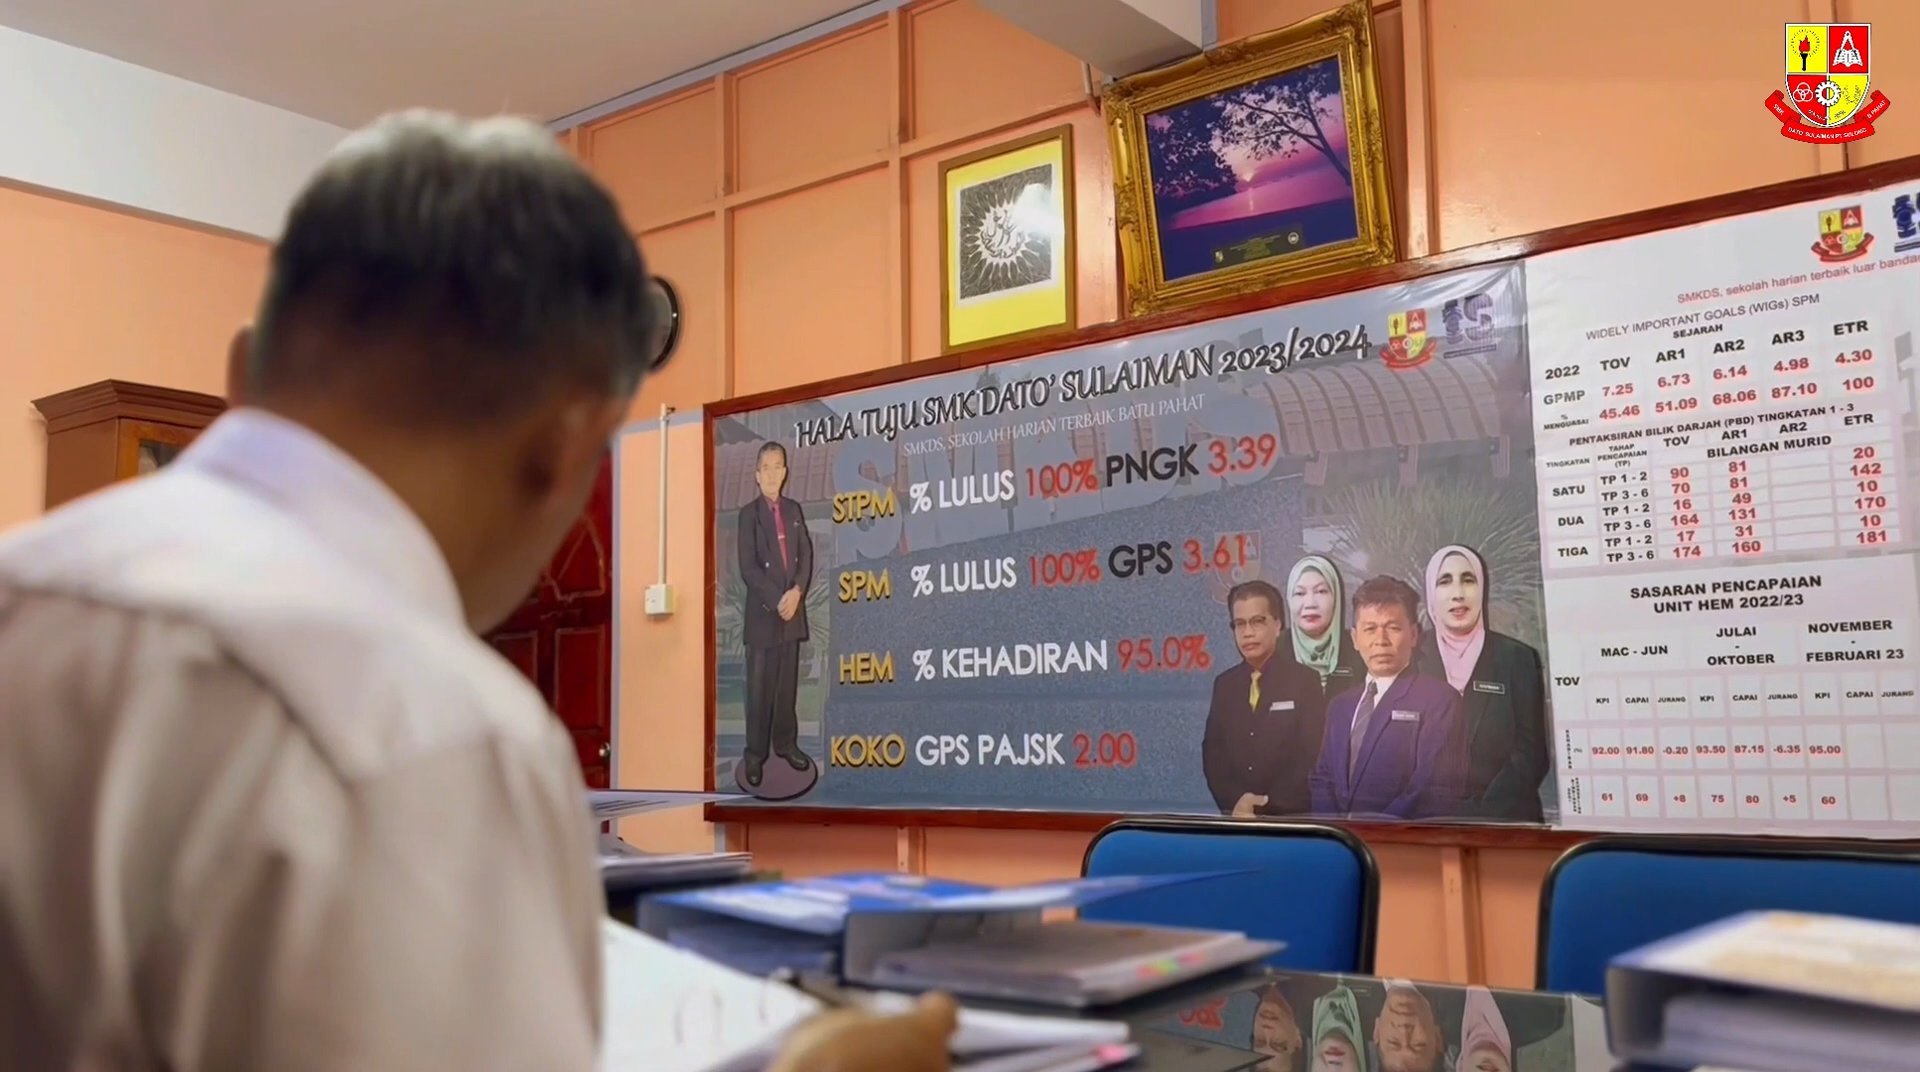 HALA TUJU SMK DATO' SULAIMAN 2023/2024
SMKDS, SEKOLAH HARIAN TERBAIK BATU PAHAT
STPM % LULUS 100% PNGK 3.39
SPM % LULUS 100% GPS 3.61
HEM % KEHADIRAN 95.0%
KOKO GPS PAJSK 2.00
SMKDS, sekolah harian terbaik luar
WIDELY IMPORTANT GOALS (WIGs) SPM
SEJARAH
2022 TOV AR1 AR2 AR3 ETR
GPMP 7.25 6.73 6.14 4.98 4.30
% MENGUASAI 45.46 51.09 68.06 87.10 100
PENTAKSIRAN BILIK DARJAH (PBD) TINGKATAN 1 - 3
TINGKATAN TAHAP PENCAPAIAN (TP) TOV AR1 AR2 ETR
BILANGAN MURID
SATU TP 1 - 2 90 81 20
TP 3 - 6 70 81 142
DUA TP 1 - 2 16 49 10
TP 3 - 6 164 131 170
TIGA TP 1 - 2 17 31 10
TP 3 - 6 174 160 181
SASARAN PENCAPAIAN
UNIT HEM 2022/23
TOV MAC - JUN JULAI - OKTOBER NOVEMBER - FEBRUARI 23
KPI CAPAI JURANG KPI CAPAI JURANG KPI CAPAI JURANG
92.00 91.80 -0.20 93.50 87.15 -6.35 95.00
61 69 +8 75 80 +5 60